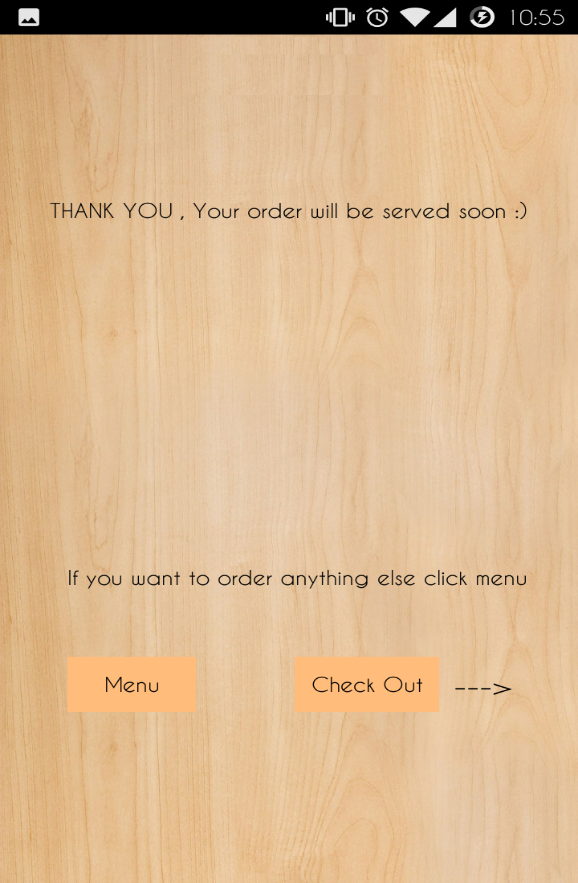 10:55
THANK YOU , Your order will be served soon :)
If you want to order anything else click menu
Menu
Check Out --->